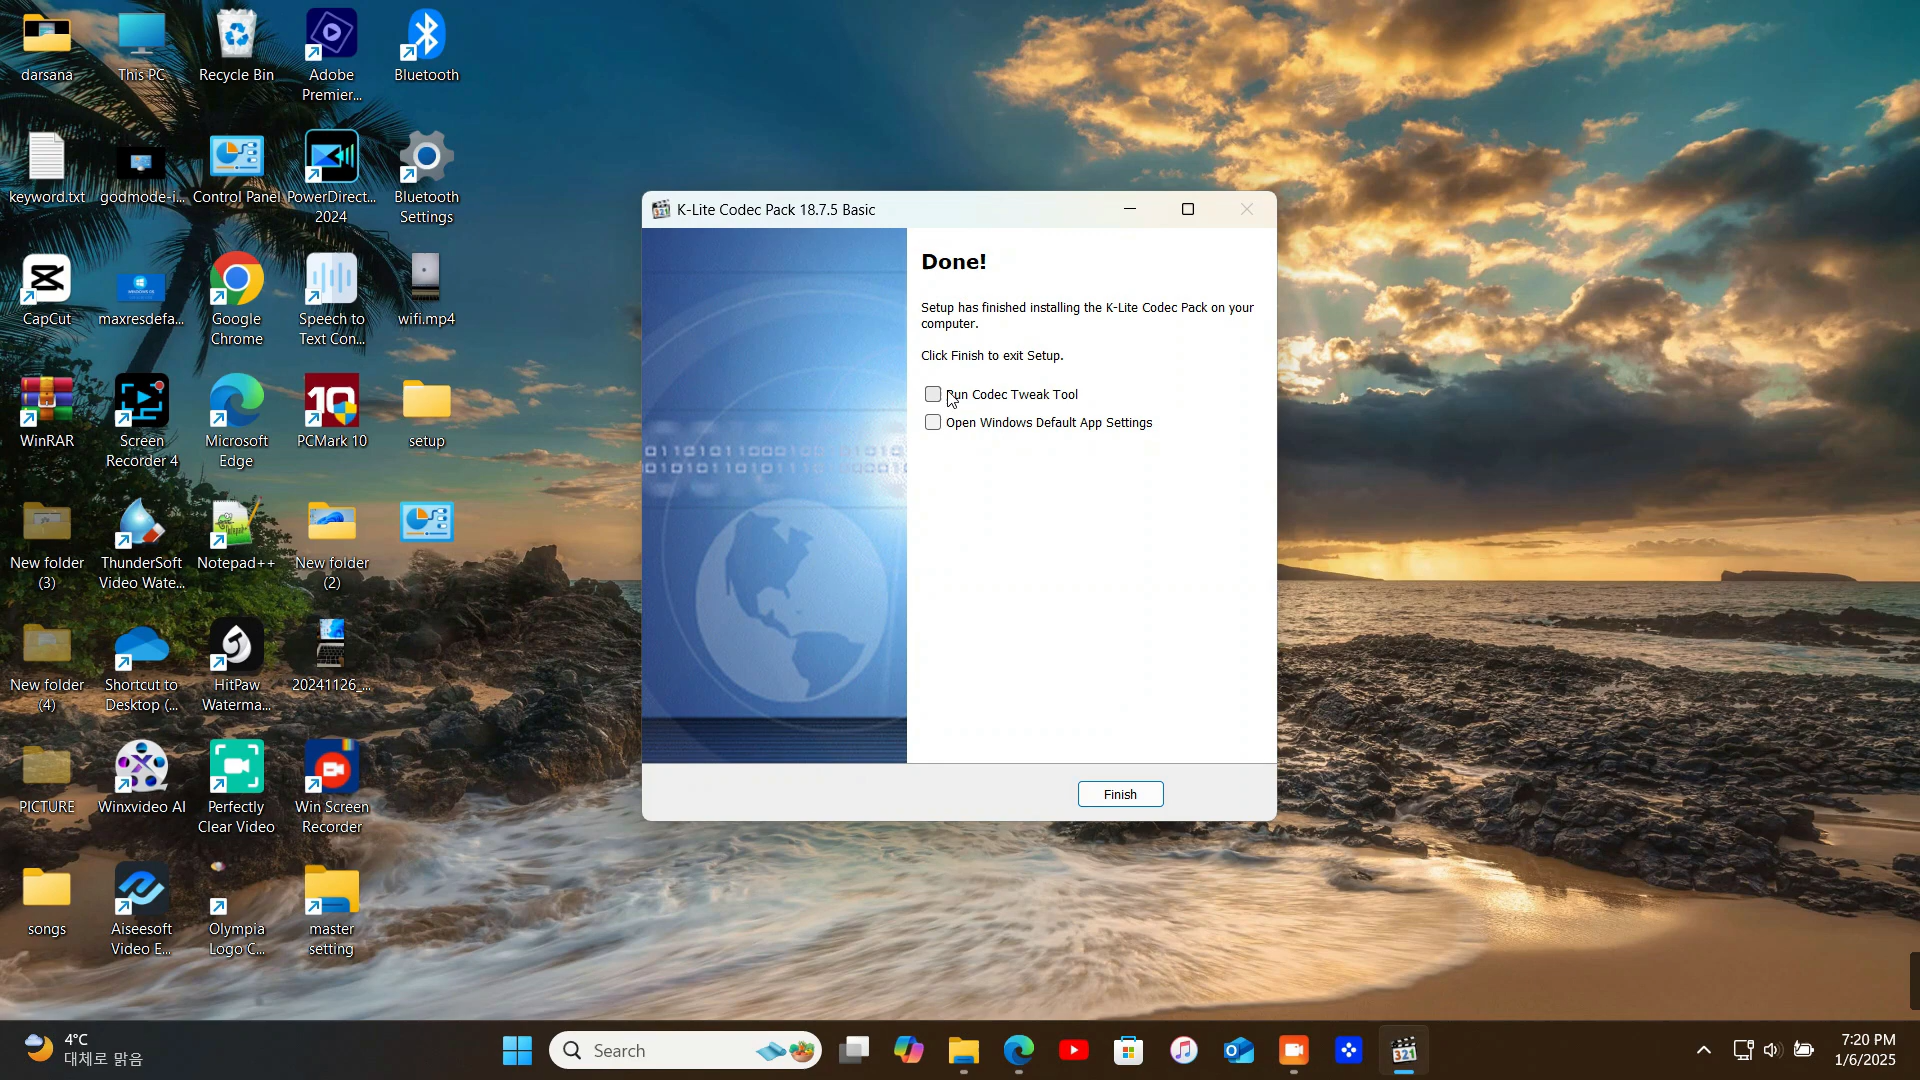 darsana
This PC
Recycle Bin
Adobe
Premier...
Bluetooth
keyword.txt
godmode-i...
Control Panel
PowerDirect...
2024
Bluetooth
Settings
CapCut
maxresdefa...
Google
Chrome
Speech to
Text Con...
wifi.mp4
WinRAR
Screen
Recorder 4
Microsoft
Edge
10
PCMark 10
setup
New folder
(3)
ThunderSoft
Video Wate...
Notepad++
New folder
(2)
New folder
(4)
Shortcut to
Desktop (...
HitPaw
Waterma...
20241126_...
PICTURE
Winxvideo AI
Perfectly
Clear Video
Win Screen
Recorder
songs
Aiseesoft
Video E...
Olympia
Logo C...
master
setting
K-Lite Codec Pack 18.7.5 Basic
Done!
Setup has finished installing the K-Lite Codec Pack on your
computer.
Click Finish to exit Setup.
Run Codec Tweak Tool
Open Windows Default App Settings
Finish
4°C
대체로 맑음
Search
321
7:20 PM
1/6/2025